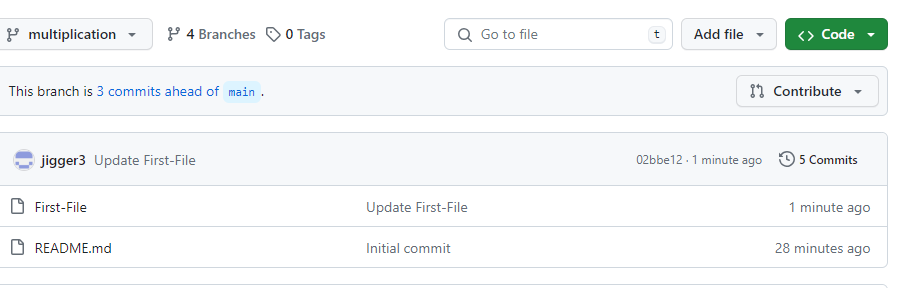 multiplication 4 Branches 0 Tags Go to file t Add file <> Code
This branch is 3 commits ahead of main .
Contribute
jigger3 Update First-File 02bbe12 · 1 minute ago 5 Commits
First-File Update First-File 1 minute ago
README.md Initial commit 28 minutes ago